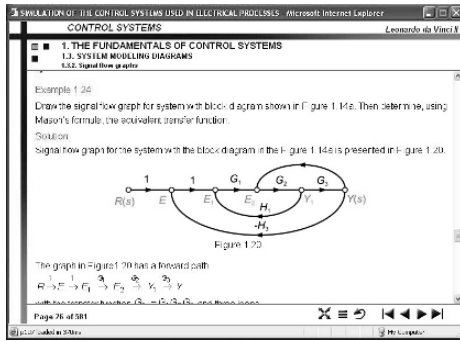 SIMULATION OF THE CONTROL SYSTEMS USED IN ELECTRICAL PROCESSES - Microsoft Internet Explorer
CONTROL SYSTEMS
Leonardo da Vinci II
1. THE FUNDAMENTALS OF CONTROL SYSTEMS
1.3. SYSTEM MODELING DIAGRAMS
1.3.2. Signal flow graphs
Example 1.24
Draw the signal flow graph for system with block diagram shown in Figure 1.14a. Then determine, using
Mason's formula, the equivalent transfer function.
Solution
Signal flow graph for the system with the block diagram in the Figure 1.14a is presented in Figure 1.20.
1 1 G₁ G₂ G₃
R(s) E E₁ E₂ Y₁ Y(s)
H₁
Figure 1.20
The graph in Figure 1.20 has a forward path
R → E → E₁ → E₂ → Y₁ → Y
and three loops
Page 26 of 581
My Computer